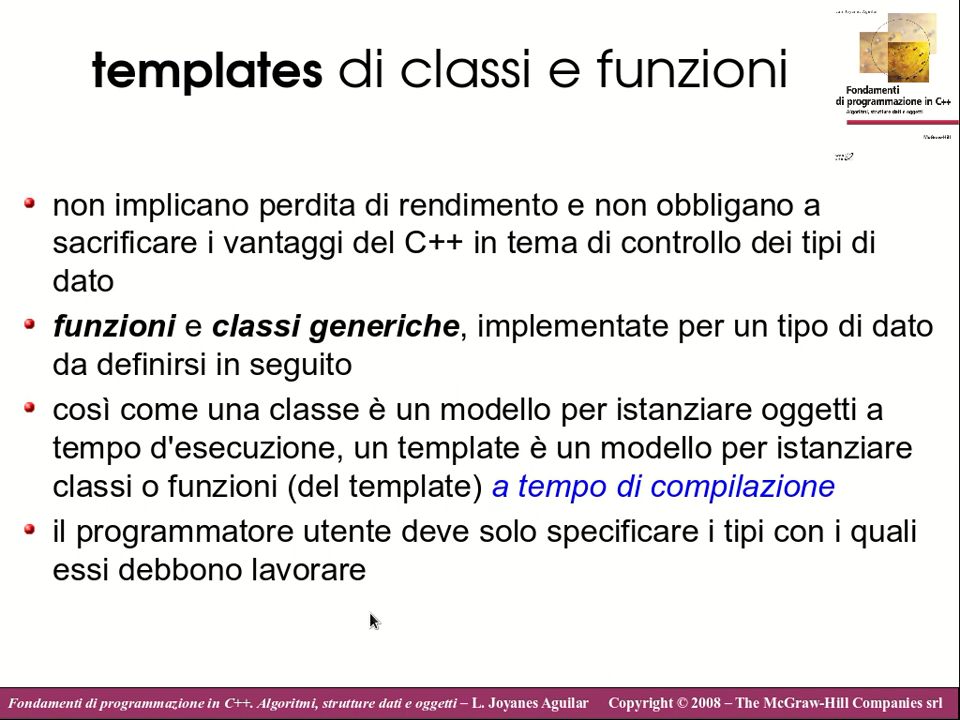 templates di classi e funzioni
Fondamenti
di programmazione in C++
Algoritmi, strutture dati e oggetti
McGraw-Hill
non implicano perdita di rendimento e non obbligano a
sacrificare i vantaggi del C++ in tema di controllo dei tipi di
dato
funzioni e classi generiche, implementate per un tipo di dato
da definirsi in seguito
così come una classe è un modello per istanziare oggetti a
tempo d'esecuzione, un template è un modello per istanziare
classi o funzioni (del template) a tempo di compilazione
il programmatore utente deve solo specificare i tipi con i quali
essi debbono lavorare
Fondamenti di programmazione in C++. Algoritmi, strutture dati e oggetti – L. Joyanes Aguilar Copyright © 2008 – The McGraw-Hill Companies srl